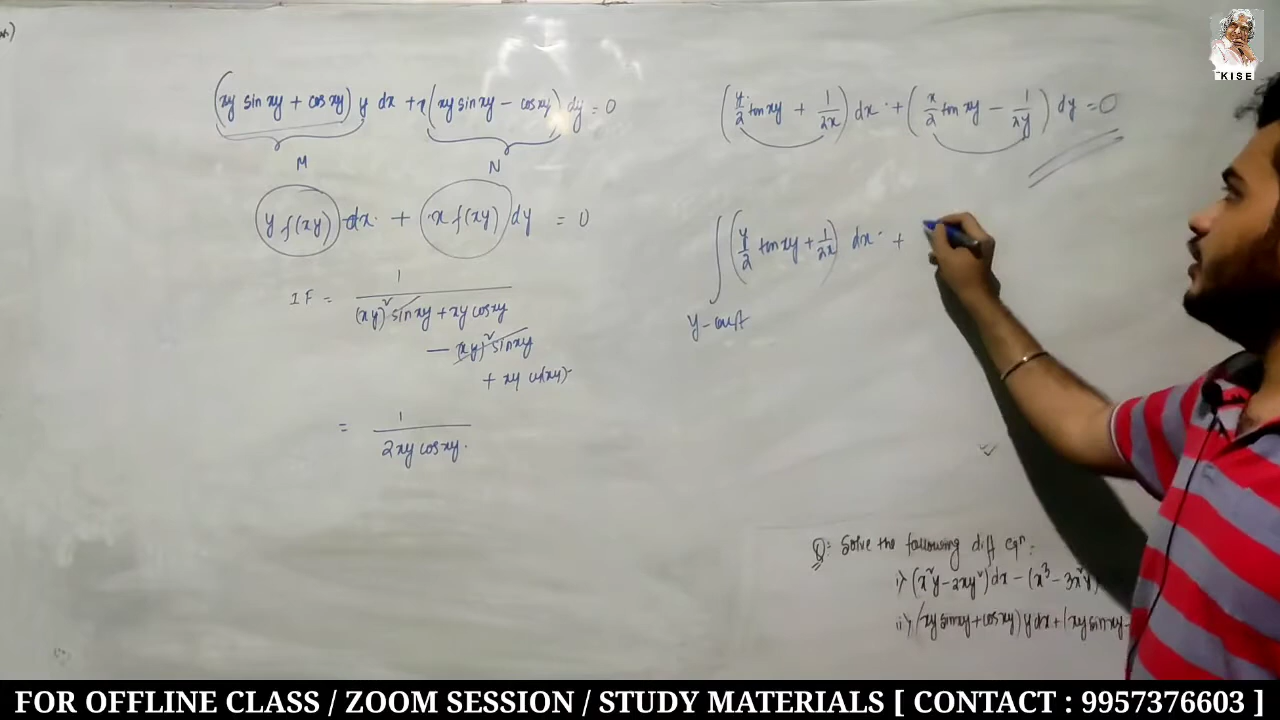 (xy sin xy + cos xy) y dx + x (xy sin xy − cos xy) dy = 0
M N
y f(xy) dx + x f(xy) dy = 0
IF = 1 / ((xy)² sin xy + xy cos xy
− (xy)² sin xy
+ xy cos(xy))
= 1 / (2xy cos xy)
(y/2 tan xy + 1/2x) dx + (x/2 tan xy − 1/2y) dy = 0
∫ (y/2 tan xy + 1/2x) dx +
y-const
Q: Solve the following diff Eqⁿ:
i) (x²y − 2xy²) dx − (x³ − 3x²y)
ii) (xy sin xy + cos xy) y dx + (xy sin xy −
KISE
FOR OFFLINE CLASS / ZOOM SESSION / STUDY MATERIALS [ CONTACT : 9957376603 ]